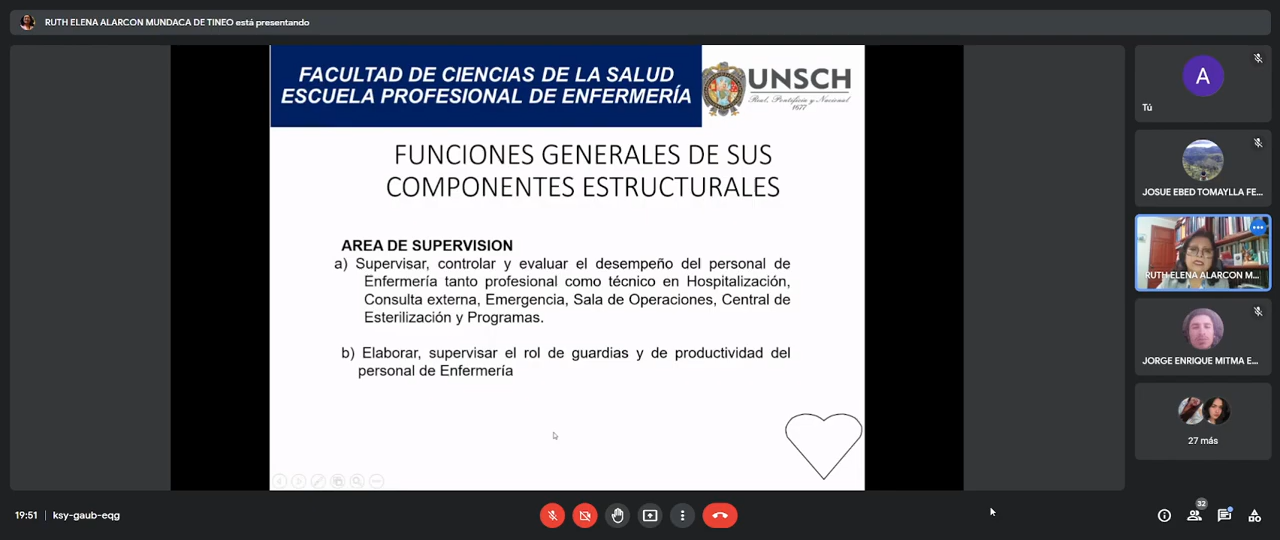 RUTH ELENA ALARCON MUNDACA DE TINEO está presentando
FACULTAD DE CIENCIAS DE LA SALUD
ESCUELA PROFESIONAL DE ENFERMERÍA
UNSCH
Real, Pontificia y Nacional
1677
FUNCIONES GENERALES DE SUS
COMPONENTES ESTRUCTURALES
AREA DE SUPERVISION
a) Supervisar, controlar y evaluar el desempeño del personal de
Enfermería tanto profesional como técnico en Hospitalización,
Consulta externa, Emergencia, Sala de Operaciones, Central de
Esterilización y Programas.
b) Elaborar, supervisar el rol de guardias y de productividad del
personal de Enfermería
A
Tú
JOSUE EBED TOMAYLLA FE...
RUTH ELENA ALARCON M...
JORGE ENRIQUE MITMA E...
27 más
19:51 | ksy-gaub-eqg
32